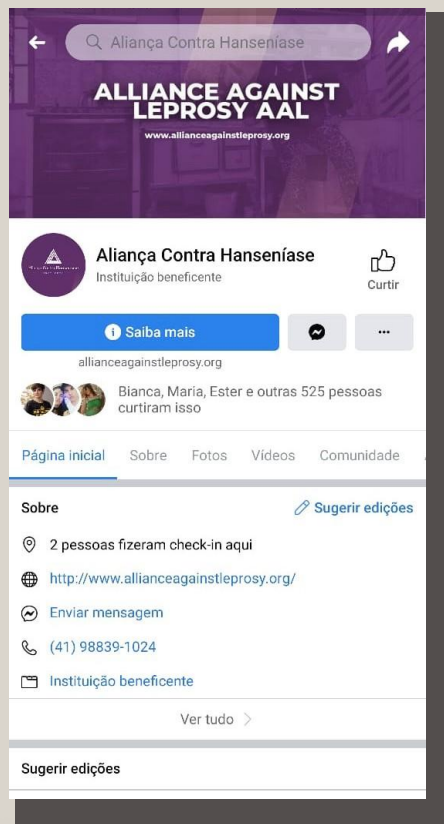 Aliança Contra Hanseníase
ALLIANCE AGAINST
LEPROSY AAL
www.allianceagainstleprosy.org
Aliança Contra Hanseníase
Instituição beneficente
Curtir
Saiba mais
allianceagainstleprosy.org
Bianca, Maria, Ester e outras 525 pessoas
curtiram isso
Página inicial Sobre Fotos Vídeos Comunidade
Sobre
Sugerir edições
2 pessoas fizeram check-in aqui
http://www.allianceagainstleprosy.org/
Enviar mensagem
(41) 98839-1024
Instituição beneficente
Ver tudo
Sugerir edições